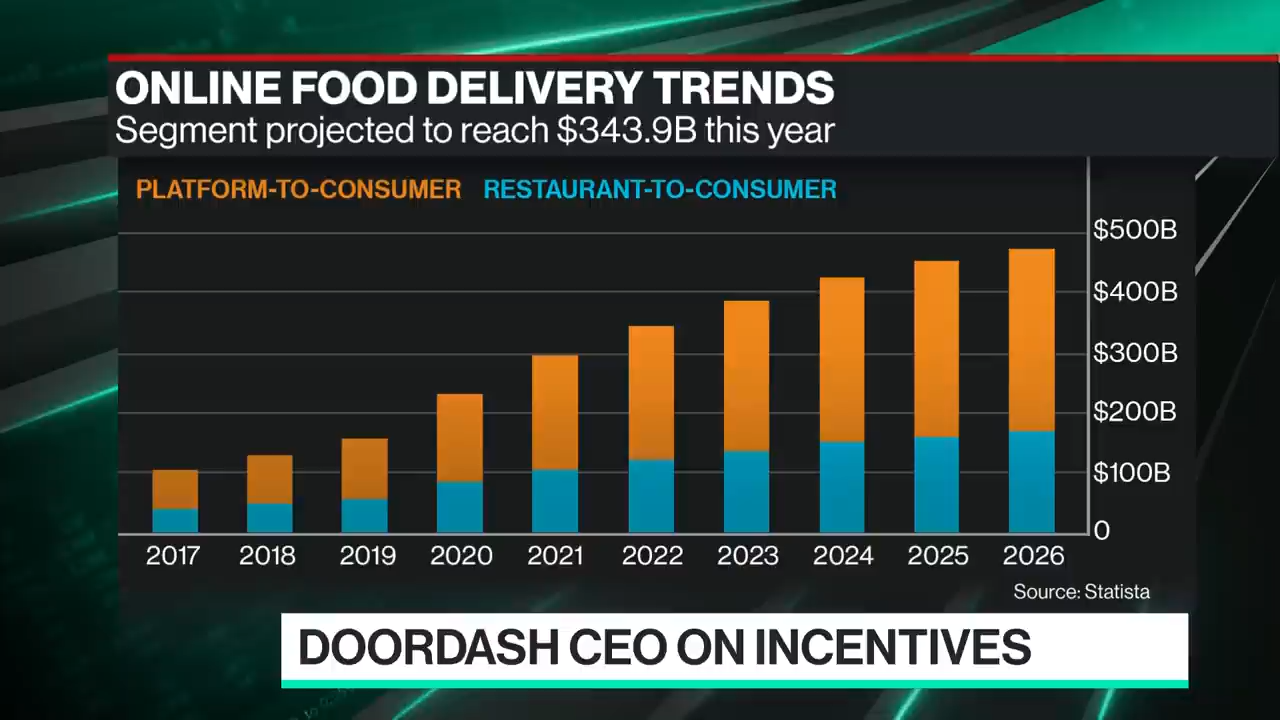 ONLINE FOOD DELIVERY TRENDS
Segment projected to reach $343.9B this year
PLATFORM-TO-CONSUMER RESTAURANT-TO-CONSUMER
$500B
$400B
$300B
$200B
$100B
0
2017 2018 2019 2020 2021 2022 2023 2024 2025 2026
Source: Statista
DOORDASH CEO ON INCENTIVES